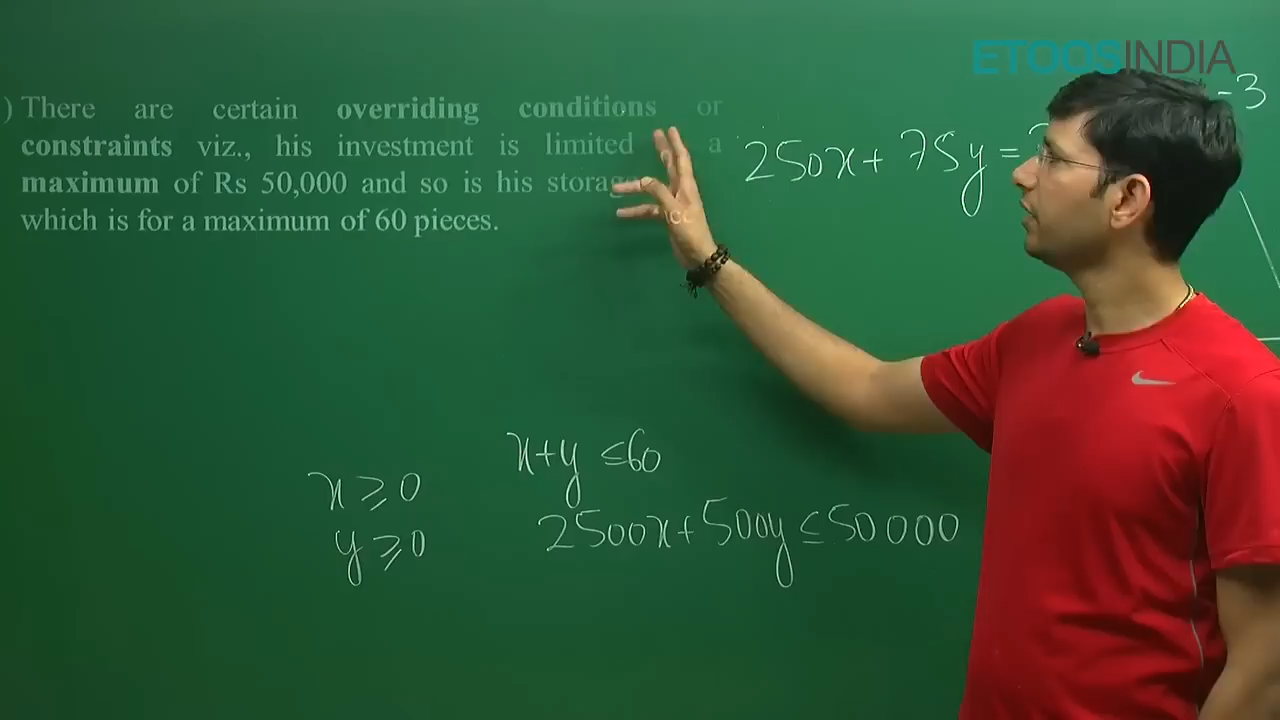 ETOOSINDIA
) There are certain overriding conditions or
constraints viz., his investment is limited a
maximum of Rs 50,000 and so is his
which is for a maximum of 60 pieces.
-3
250x + 75y =
x+y ≤60
x ≥ 0
2500x+500y ≤50000
y ≥0